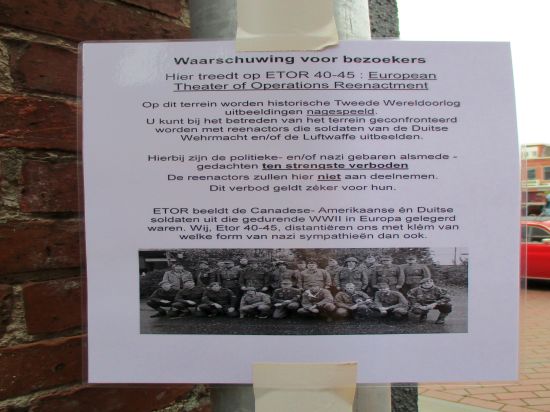 Waarschuwing voor bezoekers
Hier treedt op ETOR 40-45 : European
Theater of Operations Reenactment
Op dit terrein worden historische Tweede Wereldoorlog
uitbeeldingen nagespeeld.
U kunt bij het betreden van het terrein geconfronteerd
worden met reenactors die soldaten van de Duitse
Wehrmacht en/of de Luftwaffe uitbeelden.
Hierbij zijn de politieke- en/of nazi gebaren alsmede -
gedachten ten strengste verboden
De reenactors zullen hier niet aan deelnemen.
Dit verbod geldt zéker voor hun.
ETOR beeldt de Canadese- Amerikaanse én Duitse
soldaten uit die gedurende WWII in Europa gelegerd
waren. Wij, Etor 40-45, distantiëren ons met klem van
welke form van nazi sympathieën dan ook.